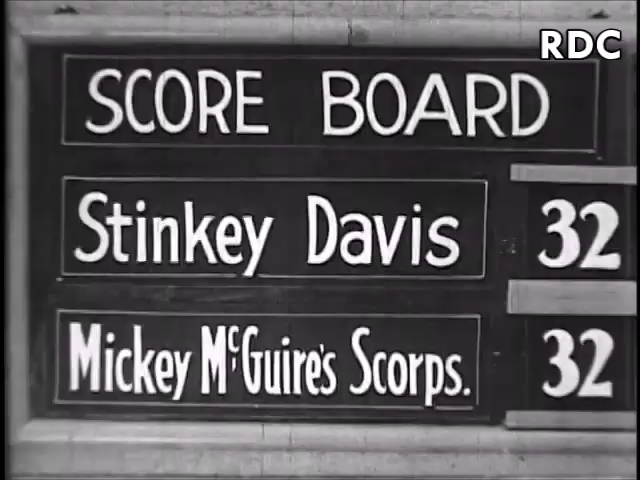 RDC
SCORE BOARD
Stinkey Davis 32
Mickey McGuire's Scorps. 32